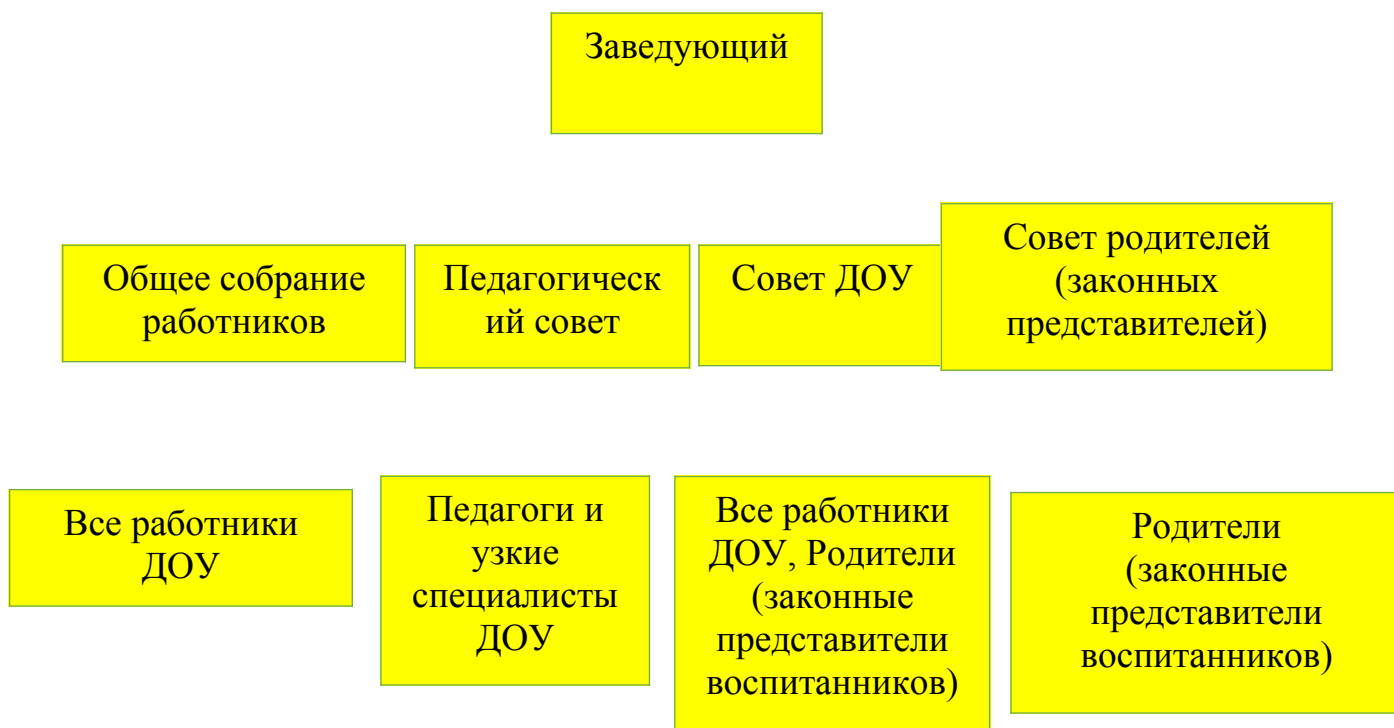 Заведующий
Общее собрание
работников
Педагогическ
ий совет
Совет ДОУ
Совет родителей
(законных
представителей)
Все работники
ДОУ
Педагоги и
узкие
специалисты
ДОУ
Все работники
ДОУ, Родители
(законные
представители
воспитанников)
Родители
(законные
представители
воспитанников)